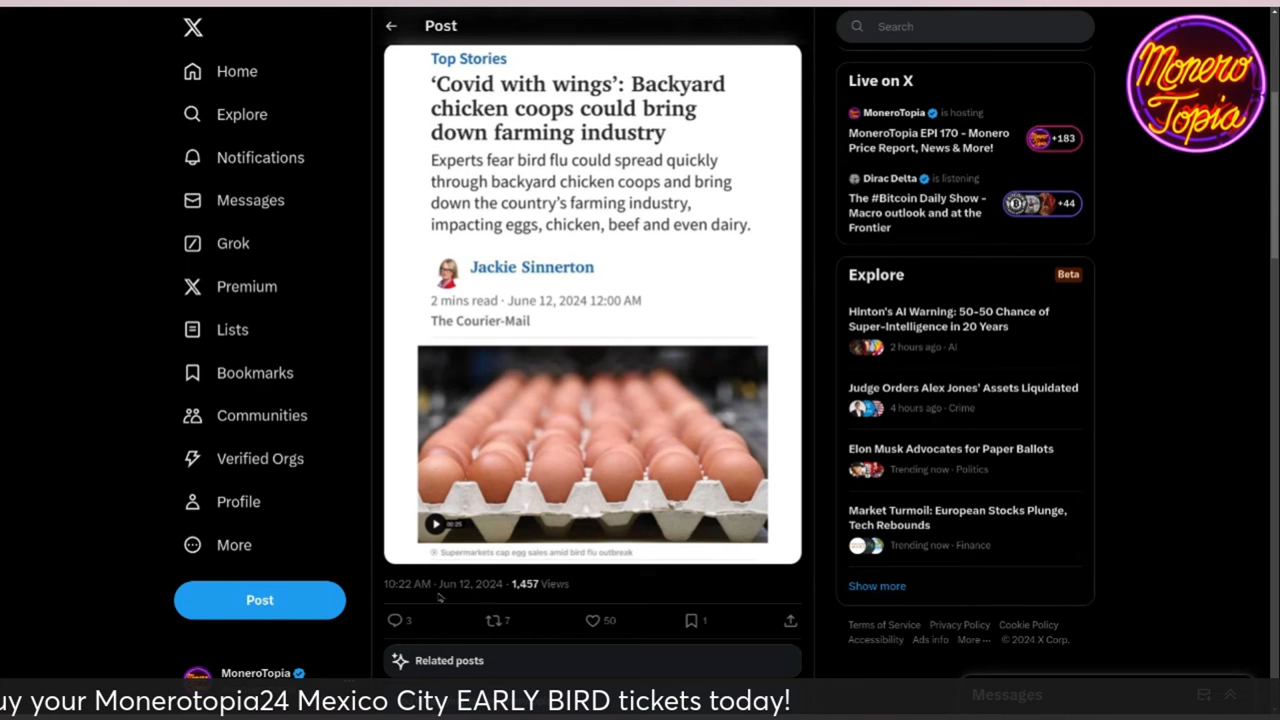 Home
Explore
Notifications
Messages
Grok
Premium
Lists
Bookmarks
Communities
Verified Orgs
Profile
More
Post
MoneroTopia
Post
Top Stories
‘Covid with wings’: Backyard
chicken coops could bring
down farming industry
Experts fear bird flu could spread quickly
through backyard chicken coops and bring
down the country’s farming industry,
impacting eggs, chicken, beef and even dairy.
Jackie Sinnerton
2 mins read · June 12, 2024 12:00 AM
The Courier-Mail
00:25
Supermarkets cap egg sales amid bird flu outbreak
10:22 AM · Jun 12, 2024 · 1,457 Views
3
7
50
1
Related posts
Search
Live on X
MoneroTopia is hosting
MoneroTopia EPI 170 - Monero
Price Report, News & More!
+183
Dirac Delta is listening
The #Bitcoin Daily Show -
Macro outlook and at the
Frontier
+44
Explore
Beta
Hinton's AI Warning: 50-50 Chance of
Super-Intelligence in 20 Years
2 hours ago · AI
Judge Orders Alex Jones' Assets Liquidated
4 hours ago · Crime
Elon Musk Advocates for Paper Ballots
Trending now · Politics
Market Turmoil: European Stocks Plunge,
Tech Rebounds
Trending now · Finance
Show more
Terms of Service Privacy Policy Cookie Policy
Accessibility Ads info More ··· © 2024 X Corp.
Messages
Monero
Topia
uy your Monerotopia24 Mexico City EARLY BIRD tickets today!